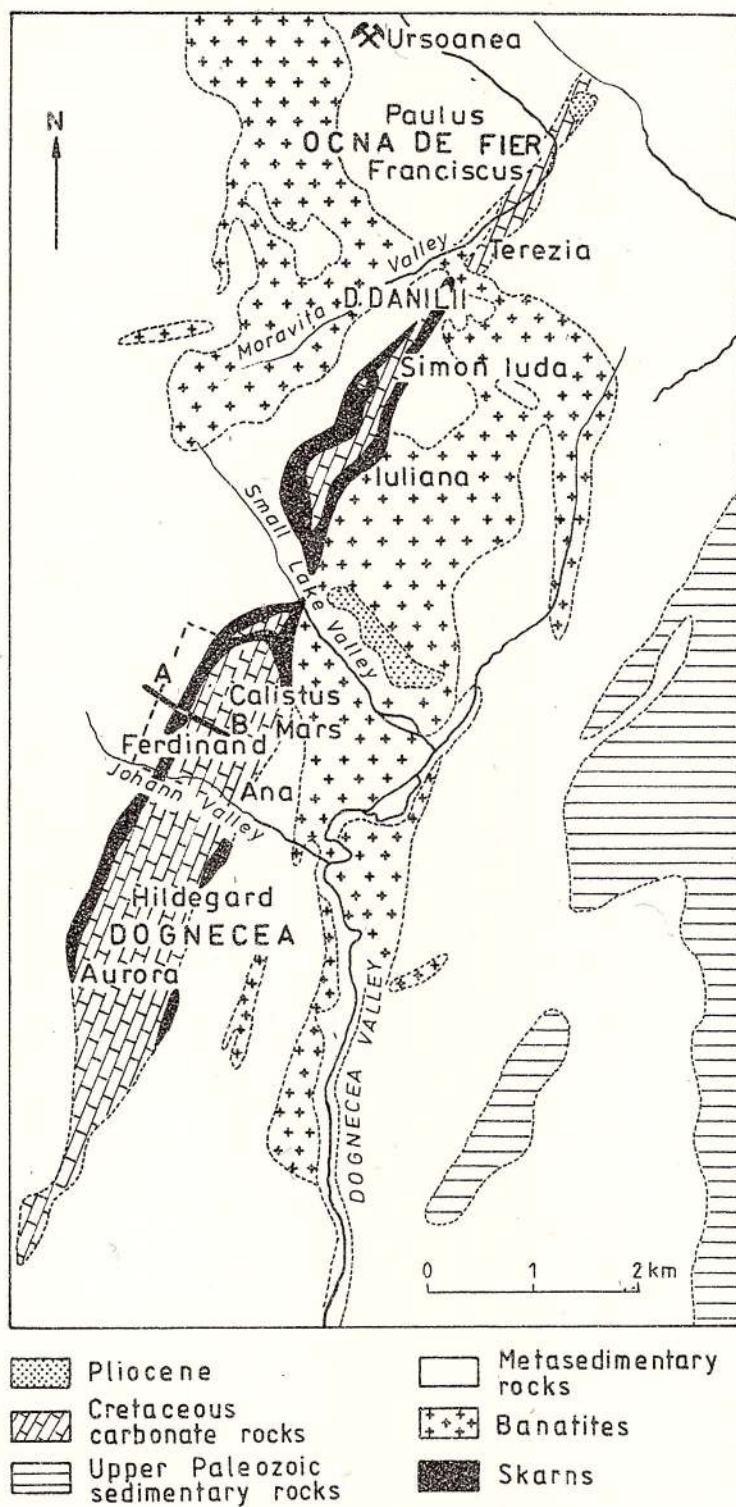 Ursoanea
N
Paulus
OCNA DE FIER
Franciscus
Terezia
Moravita Valley
D. DANILII
Simon Iuda
Iuliana
Small Lake Valley
A
Calistus
B Mars
Ferdinand
Johann Valley
Ana
Hildegard
DOGNECEA
Aurora
DOGNECEA VALLEY
0 1 2 km
Pliocene
Cretaceous
carbonate rocks
Upper Paleozoic
sedimentary rocks
Metasedimentary
rocks
Banatites
Skarns